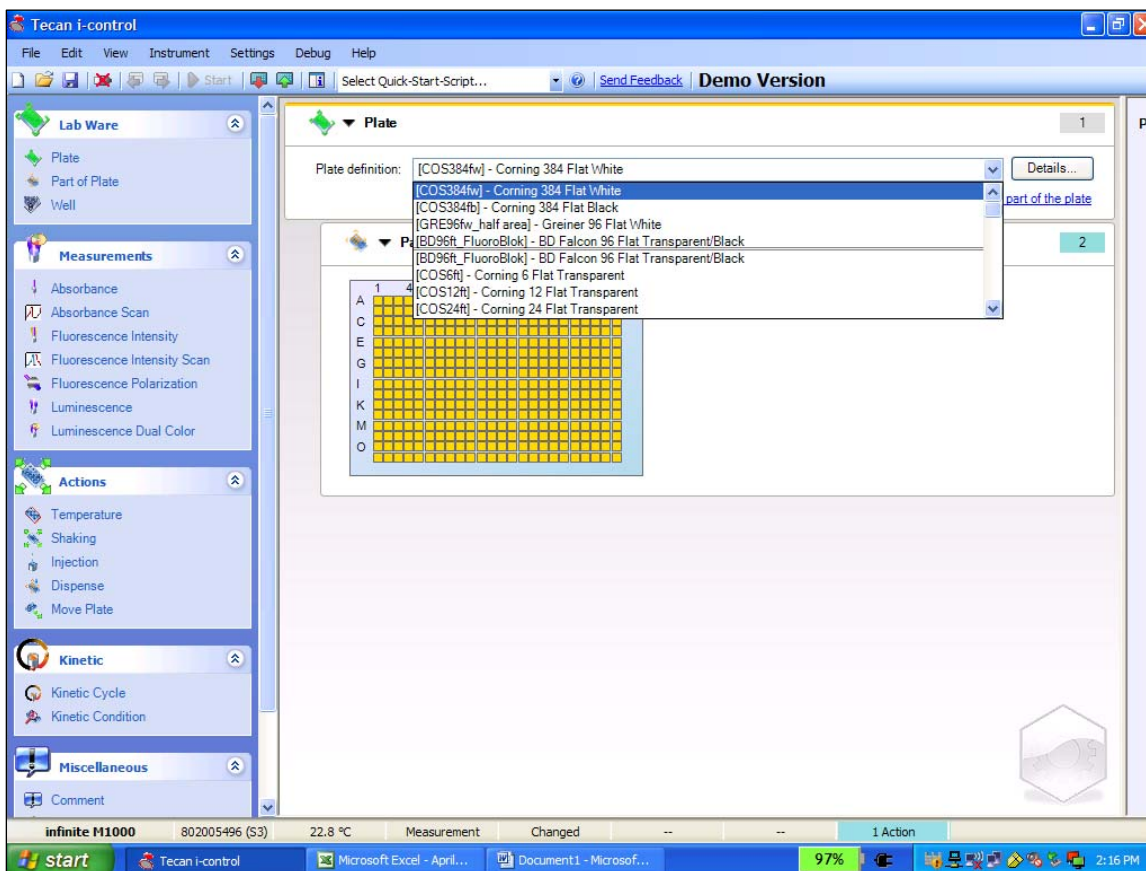 Tecan i-control
File Edit View Instrument Settings Debug Help
Start Select Quick-Start-Script... Send Feedback Demo Version
Lab Ware
Plate
Part of Plate
Well
Measurements
Absorbance
Absorbance Scan
Fluorescence Intensity
Fluorescence Intensity Scan
Fluorescence Polarization
Luminescence
Luminescence Dual Color
Actions
Temperature
Shaking
Injection
Dispense
Move Plate
Kinetic
Kinetic Cycle
Kinetic Condition
Miscellaneous
Comment
Plate 1
Plate definition: [COS384fw] - Corning 384 Flat White Details...
[COS384fw] - Corning 384 Flat White
[COS384fb] - Corning 384 Flat Black
[GRE96fw_half area] - Greiner 96 Flat White
[BD96ft_FluoroBlok] - BD Falcon 96 Flat Transparent/Black
[BD96ft_FluoroBlok] - BD Falcon 96 Flat Transparent/Black
[COS6ft] - Corning 6 Flat Transparent
[COS12ft] - Corning 12 Flat Transparent
[COS24ft] - Corning 24 Flat Transparent
part of the plate
2
1 4
A
C
E
G
I
K
M
O
infinite M1000 802005496 (S3) 22.8 °C Measurement Changed -- -- 1 Action
start Tecan i-control Microsoft Excel - April... Document1 - Microsof... 97% 2:16 PM